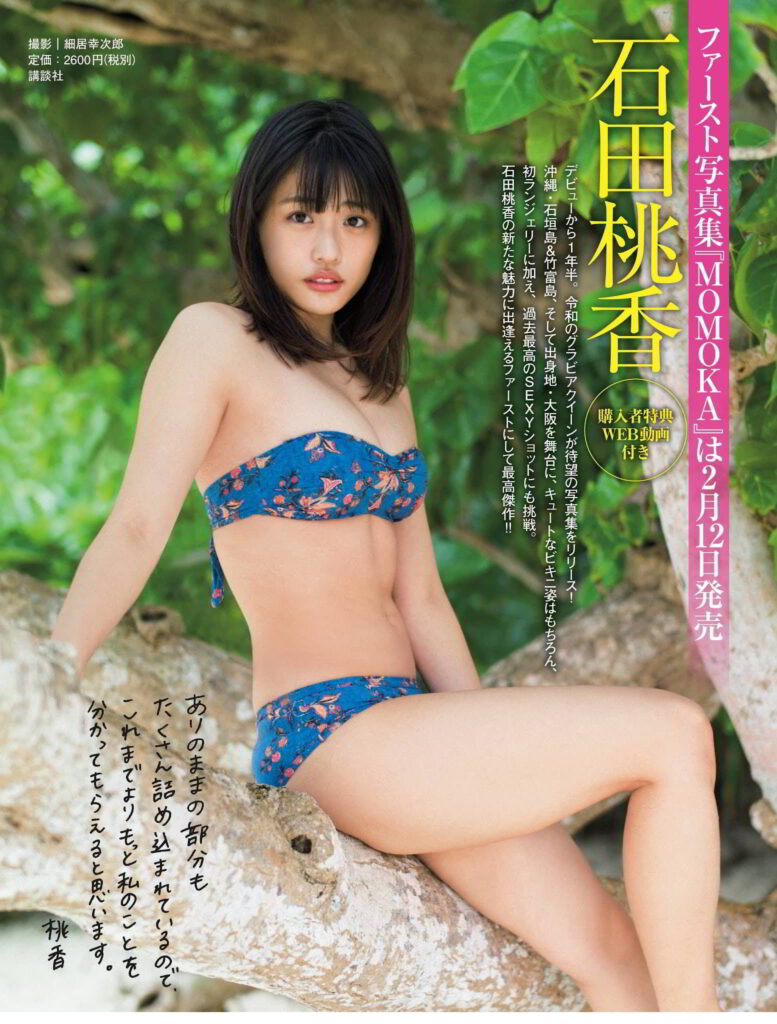 ファースト写真集『MOMOKA』は2月12日発売
石田桃香
購入者特典
WEB動画
付き
デビューから1年半。令和のグラビアクイーンが待望の写真集をリリース！
沖縄・石垣島&竹富島、そして出身地・大阪を舞台に、キュートなビキニ姿はもちろん、
初ランジェリーに加え、過去最高のSEXYショットにも挑戦。
石田桃香の新たな魅力に出逢えるファーストにして最高傑作!!
撮影｜細居幸次郎
定価：2600円(税別)
講談社
ありのままの部分も
たくさん詰め込まれているので、
これまでよりもっと私のことを
分かってもらえると思います。
桃香